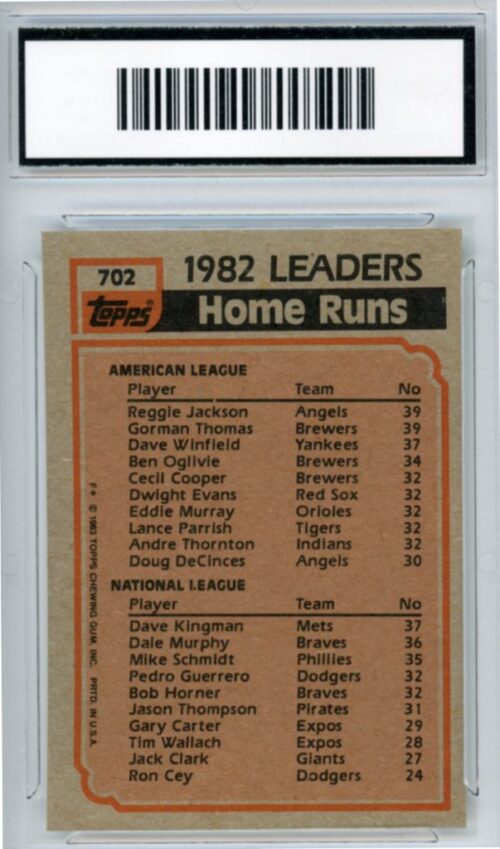 702
topps®
1982 LEADERS
Home Runs
AMERICAN LEAGUE
Player Team No
Reggie Jackson Angels 39
Gorman Thomas Brewers 39
Dave Winfield Yankees 37
Ben Oglivie Brewers 34
Cecil Cooper Brewers 32
Dwight Evans Red Sox 32
Eddie Murray Orioles 32
Lance Parrish Tigers 32
Andre Thornton Indians 32
Doug DeCinces Angels 30
NATIONAL LEAGUE
Player Team No
Dave Kingman Mets 37
Dale Murphy Braves 36
Mike Schmidt Phillies 35
Pedro Guerrero Dodgers 32
Bob Horner Braves 32
Jason Thompson Pirates 31
Gary Carter Expos 29
Tim Wallach Expos 28
Jack Clark Giants 27
Ron Cey Dodgers 24
F* © 1983 TOPPS CHEWING GUM, INC. PRTD. IN U.S.A.